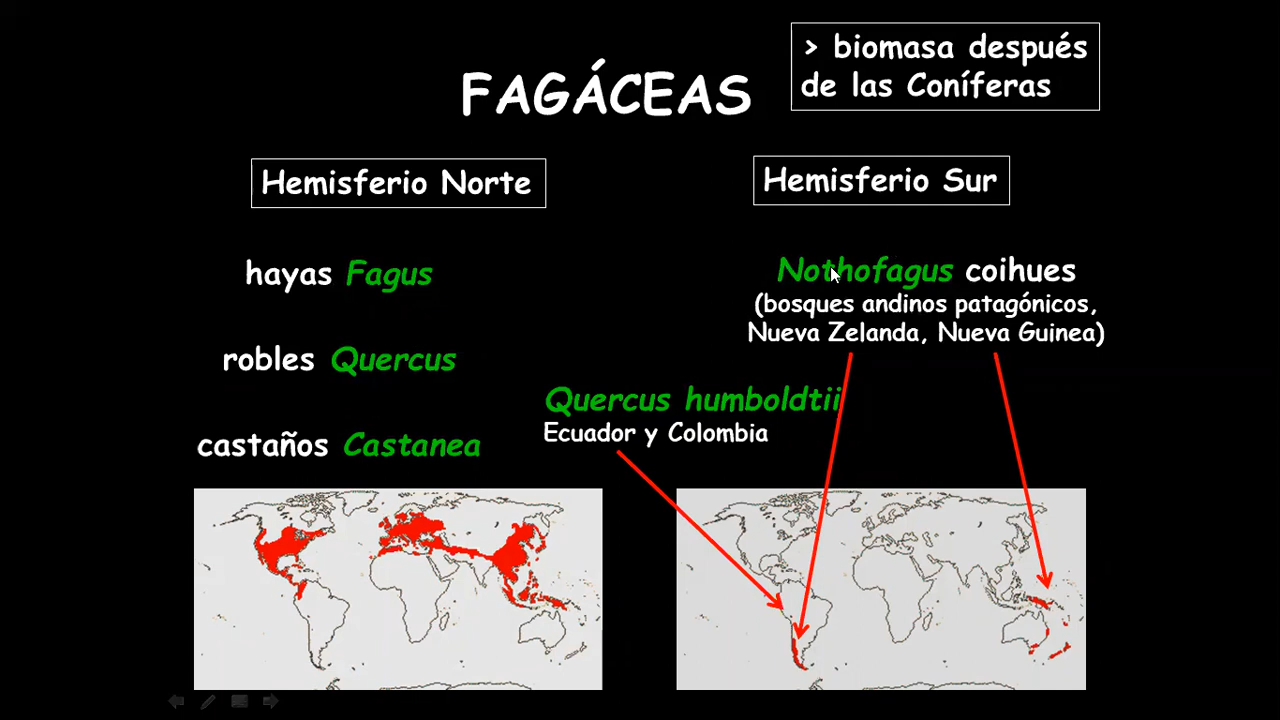 > biomasa después
de las Coníferas
FAGÁCEAS
Hemisferio Norte
Hemisferio Sur
hayas Fagus
robles Quercus
castaños Castanea
Nothofagus coihues
(bosques andinos patagónicos,
Nueva Zelanda, Nueva Guinea)
Quercus humboldtii
Ecuador y Colombia